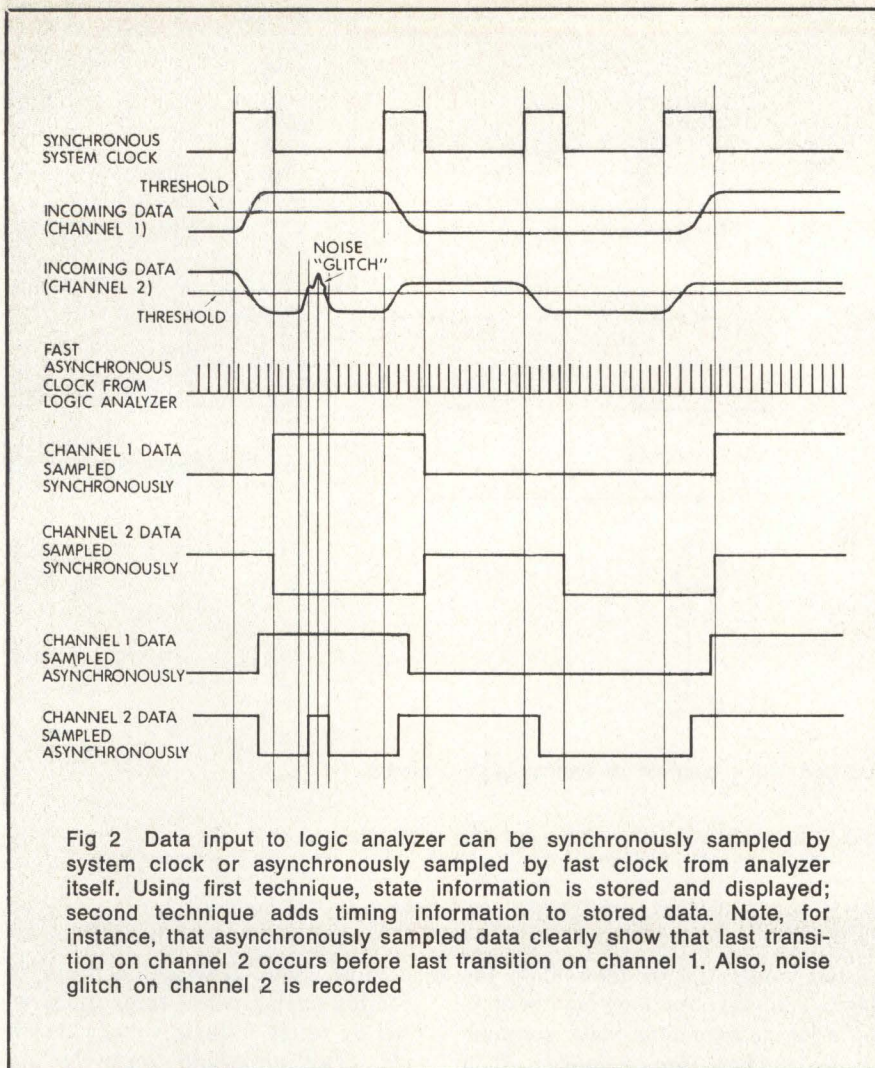 SYNCHRONOUS
SYSTEM CLOCK
THRESHOLD
INCOMING DATA
(CHANNEL 1)
NOISE
"GLITCH"
INCOMING DATA
(CHANNEL 2)
THRESHOLD
FAST
ASYNCHRONOUS
CLOCK FROM
LOGIC ANALYZER
CHANNEL 1 DATA
SAMPLED
SYNCHRONOUSLY
CHANNEL 2 DATA
SAMPLED
SYNCHRONOUSLY
CHANNEL 1 DATA
SAMPLED
ASYNCHRONOUSLY
CHANNEL 2 DATA
SAMPLED
ASYNCHRONOUSLY
Fig 2 Data input to logic analyzer can be synchronously sampled by
system clock or asynchronously sampled by fast clock from analyzer
itself. Using first technique, state information is stored and displayed;
second technique adds timing information to stored data. Note, for
instance, that asynchronously sampled data clearly show that last transi-
tion on channel 2 occurs before last transition on channel 1. Also, noise
glitch on channel 2 is recorded